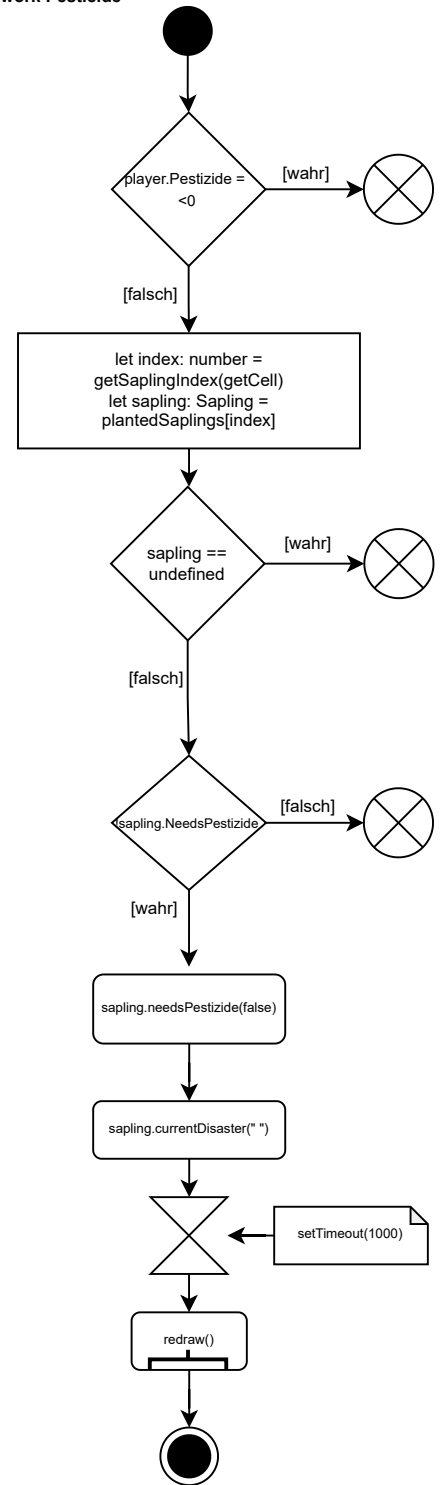 work Pesticide
player.Pestizide =
<0
[wahr]
[falsch]
let index: number =
getSaplingIndex(getCell)
let sapling: Sapling =
plantedSaplings[index]
sapling ==
undefined
[wahr]
[falsch]
!sapling.NeedsPestizide
[falsch]
[wahr]
sapling.needsPestizide(false)
sapling.currentDisaster(" ")
setTimeout(1000)
redraw()